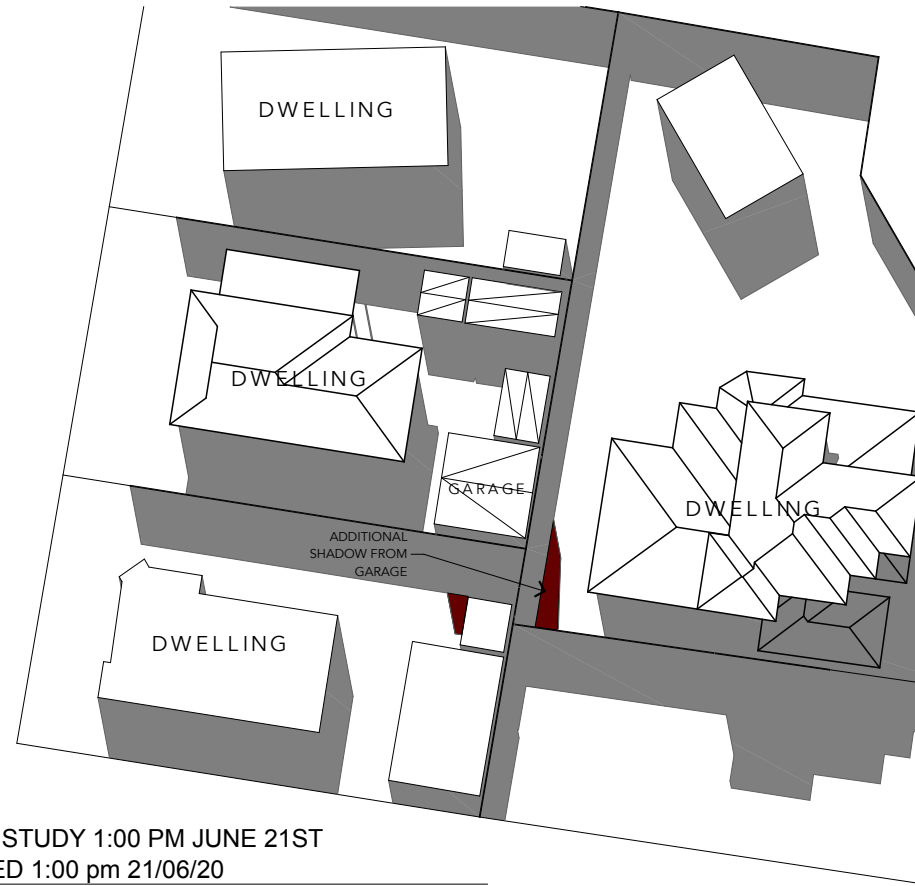 DWELLING
DWELLING
GARAGE
DWELLING
ADDITIONAL
SHADOW FROM
GARAGE
DWELLING
STUDY 1:00 PM JUNE 21ST
ED 1:00 pm 21/06/20